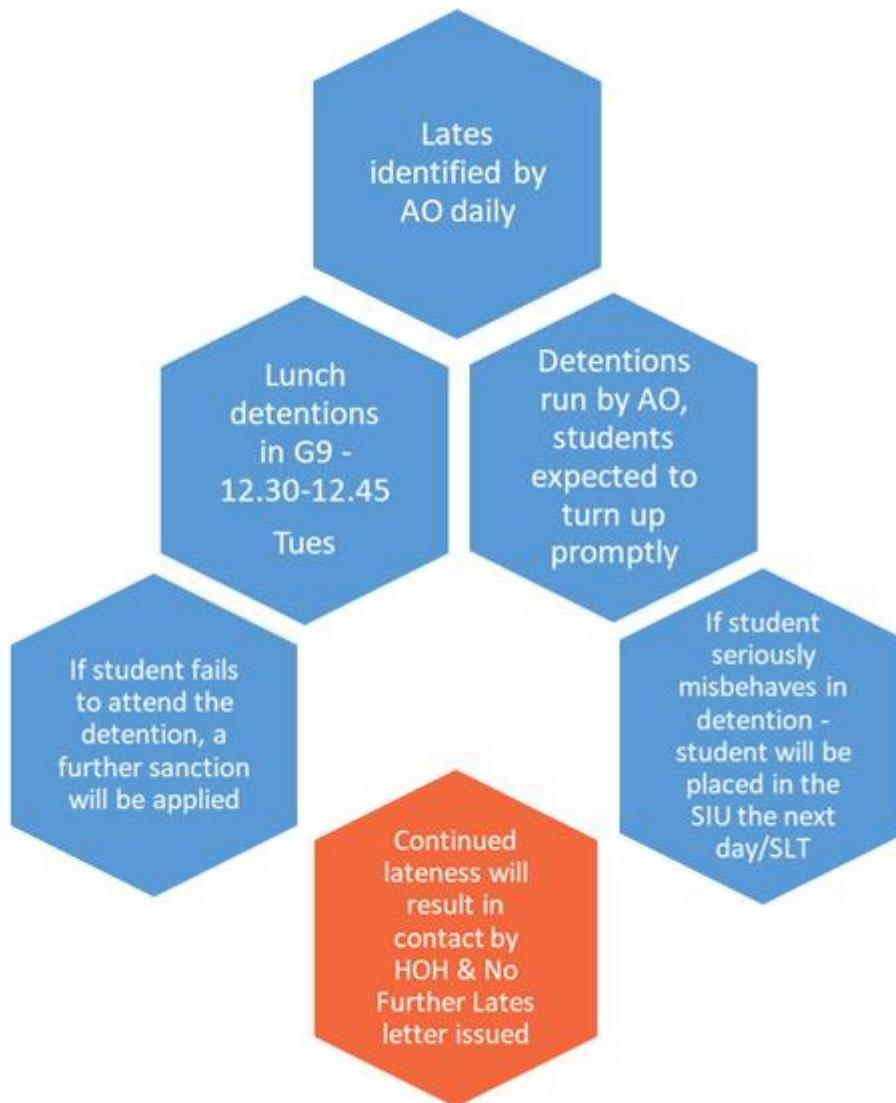 Lates
identified by
AO daily
Lunch
detentions
in G9 -
12.30-12.45
Tues
Detentions
run by AO,
students
expected to
turn up
promptly
If student fails
to attend the
detention, a
further sanction
will be applied
If student
seriously
misbehaves in
detention -
student will be
placed in the
SIU the next
day/SLT
Continued
lateness will
result in
contact by
HOH & No
Further Lates
letter issued